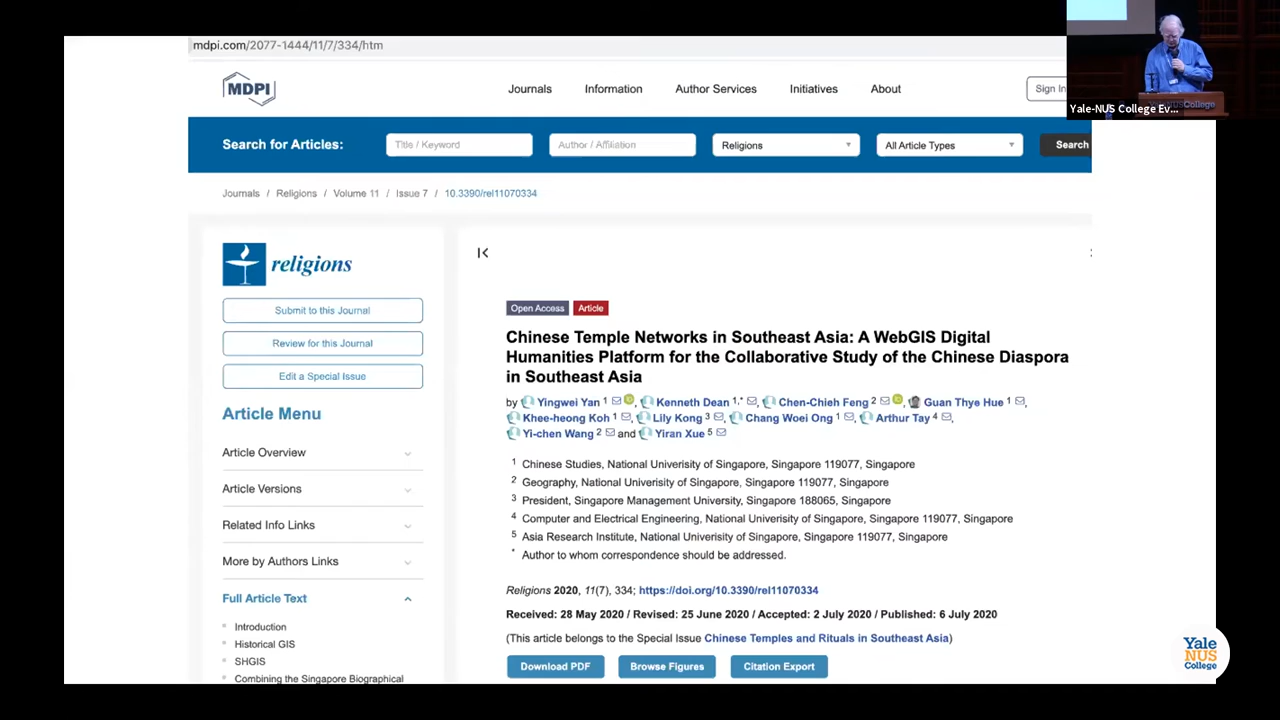 mdpi.com/2077-1444/11/7/334/htm
MDPI
Journals Information Author Services Initiatives About
Sign In
Yale-NUS College Ev...
Search for Articles: Title / Keyword Author / Affiliation Religions All Article Types Search
Journals / Religions / Volume 11 / Issue 7 / 10.3390/rel11070334
religions
Submit to this Journal
Review for this Journal
Edit a Special Issue
Article Menu
Article Overview
Article Versions
Related Info Links
More by Authors Links
Full Article Text
Introduction
Historical GIS
SHGIS
Combining the Singapore Biographical
Open Access Article
Chinese Temple Networks in Southeast Asia: A WebGIS Digital
Humanities Platform for the Collaborative Study of the Chinese Diaspora
in Southeast Asia
by Yingwei Yan 1, Kenneth Dean 1,*, Chen-Chieh Feng 2, Guan Thye Hue 1,
Khee-heong Koh 1, Lily Kong 3, Chang Woei Ong 1, Arthur Tay 4,
Yi-chen Wang 2 and Yiran Xue 5
1 Chinese Studies, National Univerisity of Singapore, Singapore 119077, Singapore
2 Geography, National Univerisity of Singapore, Singapore 119077, Singapore
3 President, Singapore Management University, Singapore 188065, Singapore
4 Computer and Electrical Engineering, National Univerisity of Singapore, Singapore 119077, Singapore
5 Asia Research Institute, National Univerisity of Singapore, Singapore 119077, Singapore
* Author to whom correspondence should be addressed.
Religions 2020, 11(7), 334; https://doi.org/10.3390/rel11070334
Received: 28 May 2020 / Revised: 25 June 2020 / Accepted: 2 July 2020 / Published: 6 July 2020
(This article belongs to the Special Issue Chinese Temples and Rituals in Southeast Asia)
Download PDF Browse Figures Citation Export
Yale
NUS
College